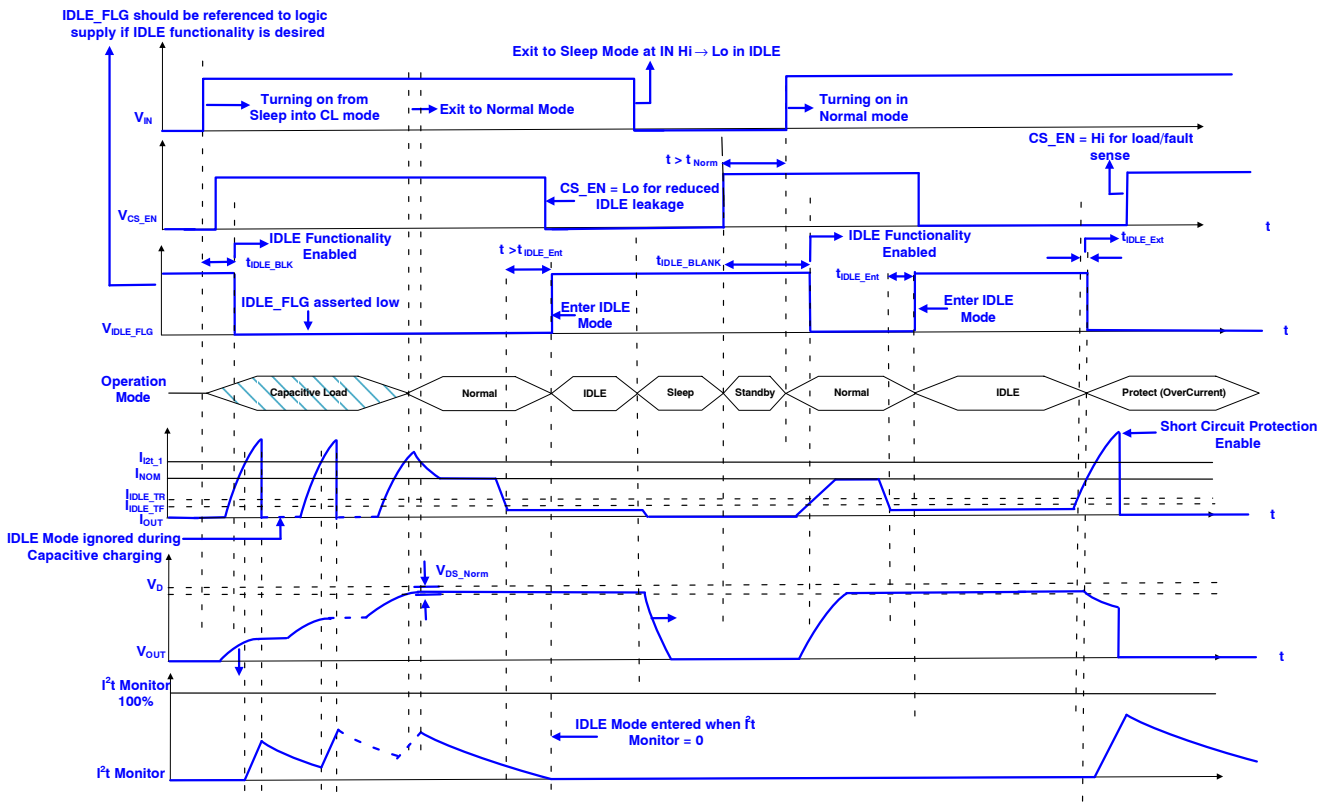 IDLE_FLG should be referenced to logic
supply if IDLE functionality is desired
Exit to Sleep Mode at IN Hi → Lo in IDLE
Turning on from
Sleep into CL mode
Exit to Normal Mode
Turning on in
Normal mode
VIN
CS_EN = Hi for load/fault
sense
t > tNorm
CS_EN = Lo for reduced
IDLE leakage
VCS_EN
t
IDLE Functionality
Enabled
tIDLE_BLK
t >tIDLE_Ent
tIDLE_BLANK
IDLE Functionality
Enabled
tIDLE_Ext
tIDLE_Ent
IDLE_FLG asserted low
Enter IDLE
Mode
Enter IDLE
Mode
VIDLE_FLG
t
Operation
Mode
Capacitive Load
Normal
IDLE
Sleep
Standby
Normal
IDLE
Protect (OverCurrent)
Short Circuit Protection
Enable
II2t_1
INOM
IIDLE_TR
IIDLE_TF
IOUT
t
IDLE Mode ignored during
Capacitive charging
VD
VDS_Norm
VOUT
t
I²t Monitor
100%
IDLE Mode entered when I²t
Monitor = 0
I²t Monitor